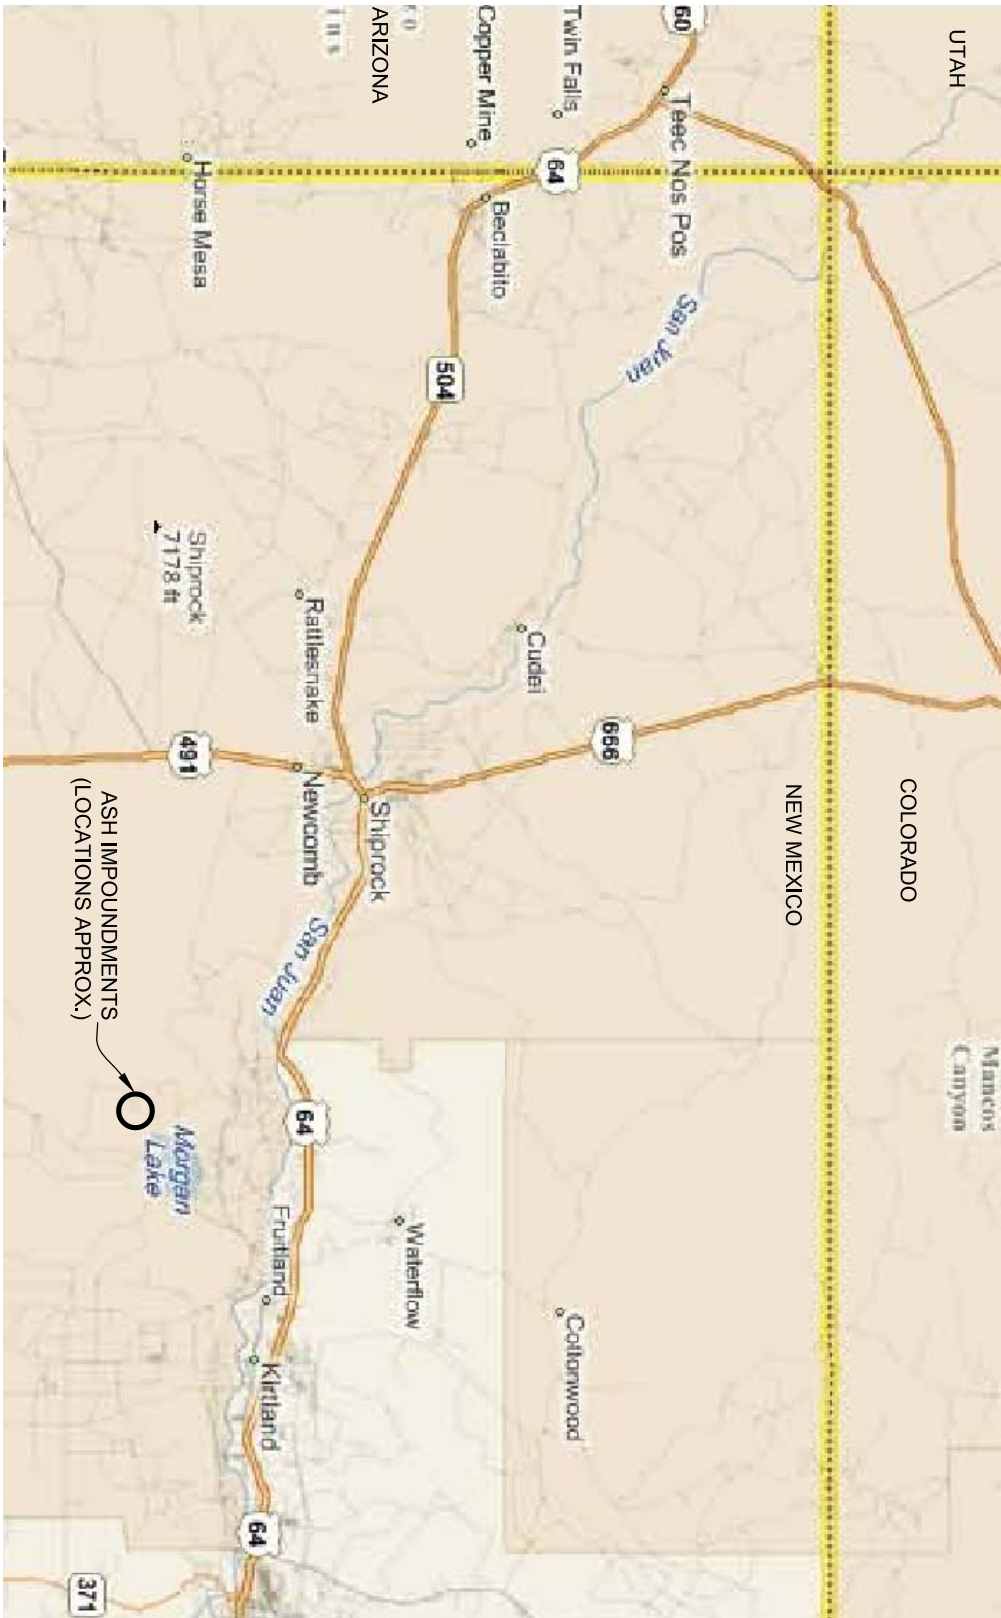 Mancos
Canyon
UTAH
COLORADO
NEW MEXICO
60
Teec Nos Pos
San Juan
666
Twin Falls
Cottonwood
64
Cudei
Beclabito
Copper Mine
504
Waterflow
ARIZONA
Shiprock
ins
Rattlesnake
Newcomb
San Juan
64
Fruitland
Kirtland
64
Horse Mesa
Shiprock
7178 ft
491
Morgan
Lake
ASH IMPOUNDMENTS
(LOCATIONS APPROX.)
371